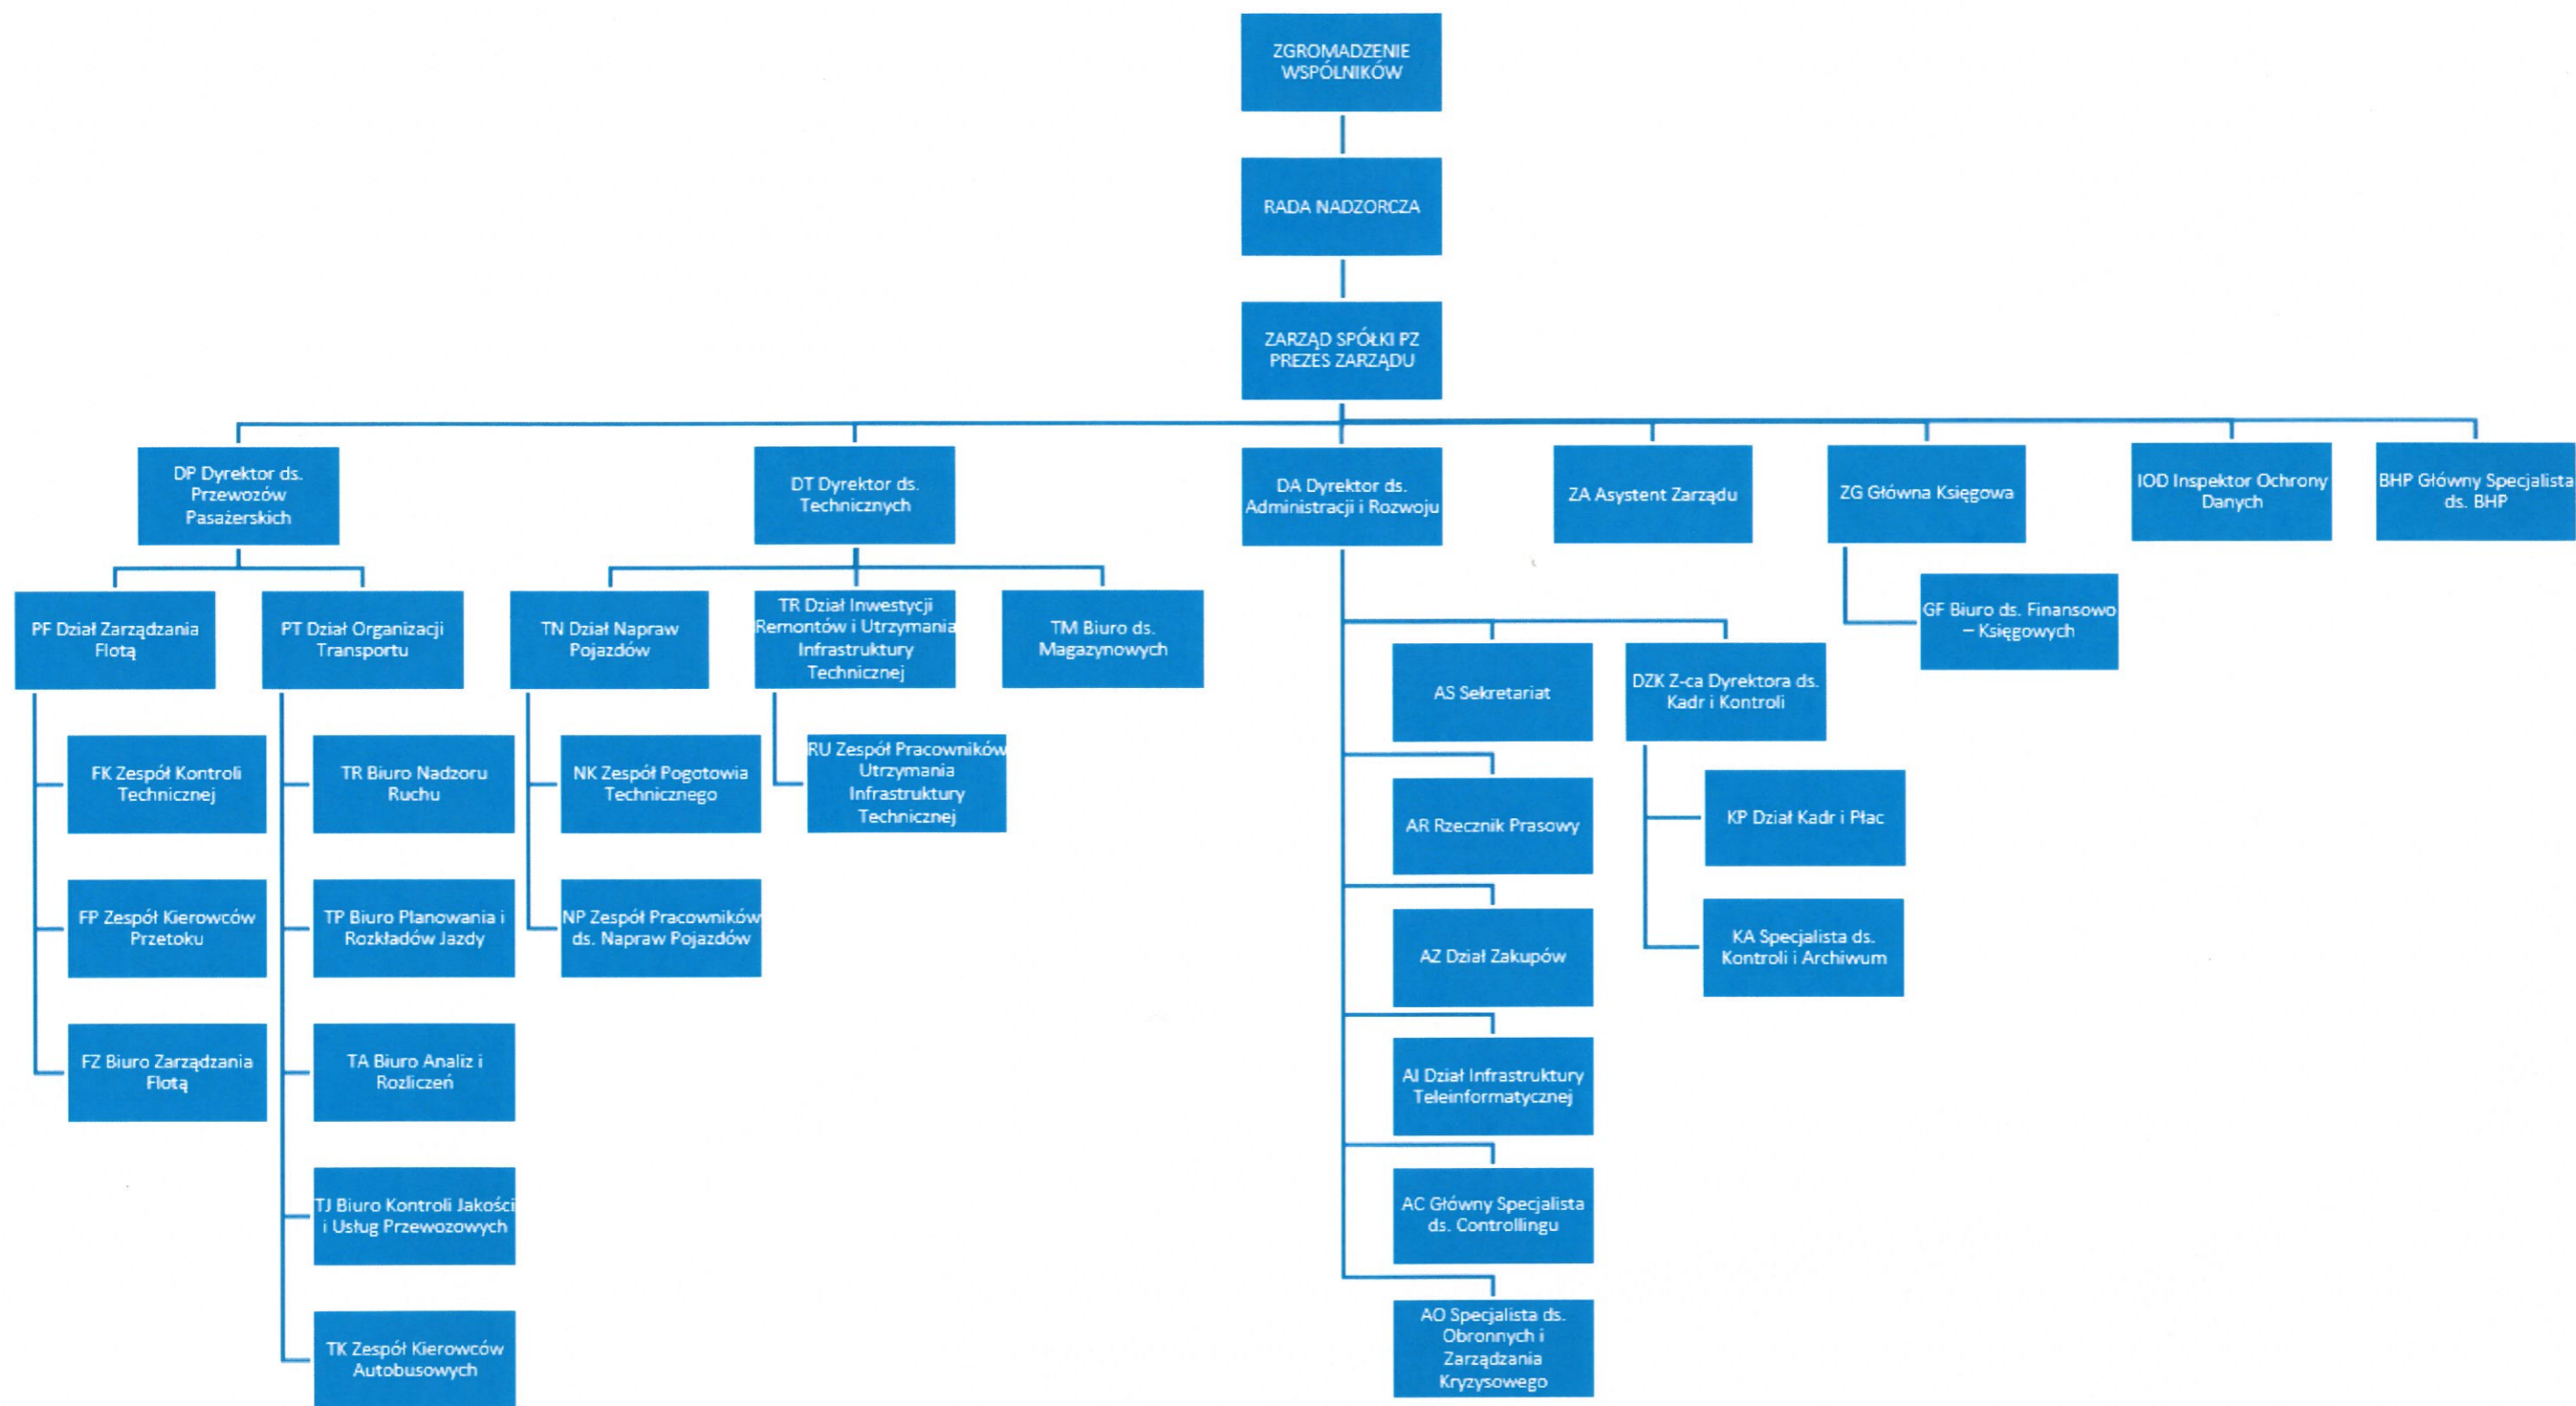 ZGROMADZENIE
WSPÓLNIKÓW
RADA NADZORCZA
ZARZĄD SPÓŁKI PZ
PREZES ZARZĄDU
DP Dyrektor ds.
Przewozów
Pasażerskich
DT Dyrektor ds.
Technicznych
DA Dyrektor ds.
Administracji i Rozwoju
ZA Asystent Zarządu
ZG Główna Księgowa
IOD Inspektor Ochrony
Danych
BHP Główny Specjalista
ds. BHP
PF Dział Zarządzania
Flotą
PT Dział Organizacji
Transportu
TN Dział Napraw
Pojazdów
TR Dział Inwestycji
Remontów i Utrzymania
Infrastruktury
Technicznej
TM Biuro ds.
Magazynowych
GF Biuro ds. Finansowo
– Księgowych
AS Sekretariat
DZK Z-ca Dyrektora ds.
Kadr i Kontroli
FK Zespół Kontroli
Technicznej
TR Biuro Nadzoru
Ruchu
NK Zespół Pogotowia
Technicznego
RU Zespół Pracowników
Utrzymania
Infrastruktury
Technicznej
AR Rzecznik Prasowy
KP Dział Kadr i Płac
FP Zespół Kierowców
Przetoku
TP Biuro Planowania i
Rozkładów Jazdy
NP Zespół Pracowników
ds. Napraw Pojazdów
AZ Dział Zakupów
KA Specjalista ds.
Kontroli i Archiwum
FZ Biuro Zarządzania
Flotą
TA Biuro Analiz i
Rozliczeń
AI Dział Infrastruktury
Teleinformatycznej
TJ Biuro Kontroli Jakości
i Usług Przewozowych
AC Główny Specjalista
ds. Controllingu
TK Zespół Kierowców
Autobusowych
AO Specjalista ds.
Obronnych i
Zarządzania
Kryzysowego